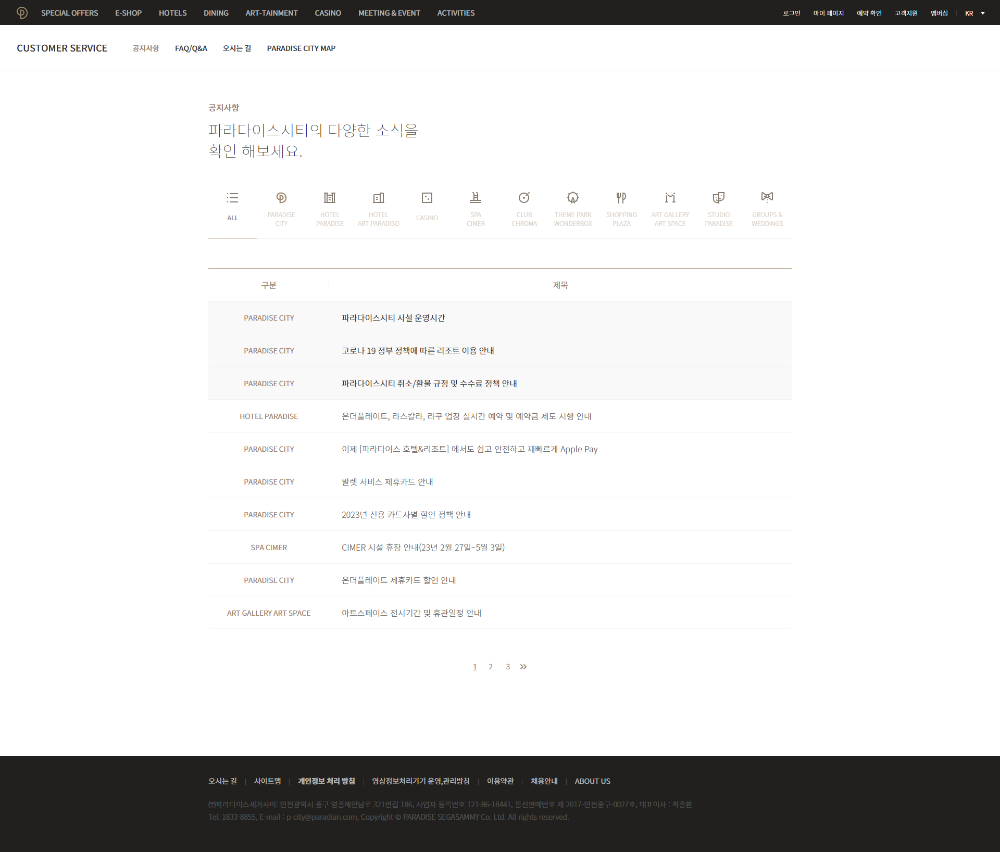 SPECIAL OFFERS E-SHOP HOTELS DINING ART-TAINMENT CASINO MEETING & EVENT ACTIVITIES 로그인 마이 페이지 예약 확인 고객지원 멤버십 KR
CUSTOMER SERVICE 공지사항 FAQ/Q&A 오시는 길 PARADISE CITY MAP
공지사항
파라다이스시티의 다양한 소식을
확인 해보세요.
ALL
PARADISE
CITY
HOTEL
PARADISE
HOTEL
ART PARADISO
CASINO
SPA
CIMER
CLUB
CHROMA
THEME PARK
WONDERBOX
SHOPPING
PLAZA
ART GALLERY
ART SPACE
STUDIO
PARADISE
GROUPS &
WEDDINGS
구분 제목
PARADISE CITY 파라다이스시티 시설 운영시간
PARADISE CITY 코로나 19 정부 정책에 따른 리조트 이용 안내
PARADISE CITY 파라다이스시티 취소/환불 규정 및 수수료 정책 안내
HOTEL PARADISE 온더플레이트, 라스칼라, 라쿠 업장 실시간 예약 및 예약금 제도 시행 안내
PARADISE CITY 이제 [파라다이스 호텔&리조트] 에서도 쉽고 안전하고 재빠르게 Apple Pay
PARADISE CITY 발렛 서비스 제휴카드 안내
PARADISE CITY 2023년 신용 카드사별 할인 정책 안내
SPA CIMER CIMER 시설 휴장 안내(23년 2월 27일~5월 3일)
PARADISE CITY 온더플레이트 제휴카드 할인 안내
ART GALLERY ART SPACE 아트스페이스 전시기간 및 휴관일정 안내
1 2 3
오시는 길 사이트맵 개인정보 처리 방침 영상정보처리기기 운영,관리방침 이용약관 채용안내 ABOUT US
㈜파라다이스세가사미: 인천광역시 중구 영종해안남로 321번길 186, 사업자 등록번호 121-86-18441, 통신판매번호 제 2017-인천중구-0027호, 대표이사 : 최종환
Tel. 1833-8855, E-mail : p-city@paradian.com, Copyright © PARADISE SEGASAMMY Co. Ltd. All rights reserved.